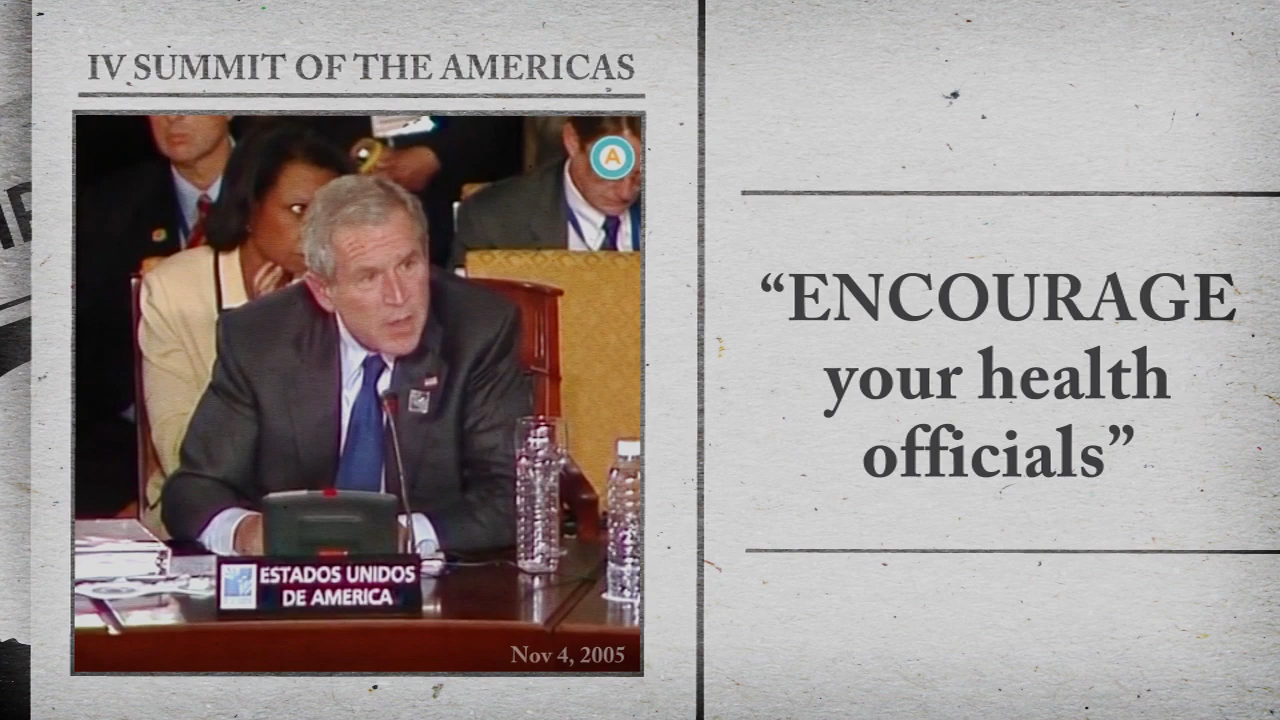 IV SUMMIT OF THE AMERICAS
A
ESTADOS UNIDOS
DE AMERICA
Nov 4, 2005
“ENCOURAGE
your health
officials”